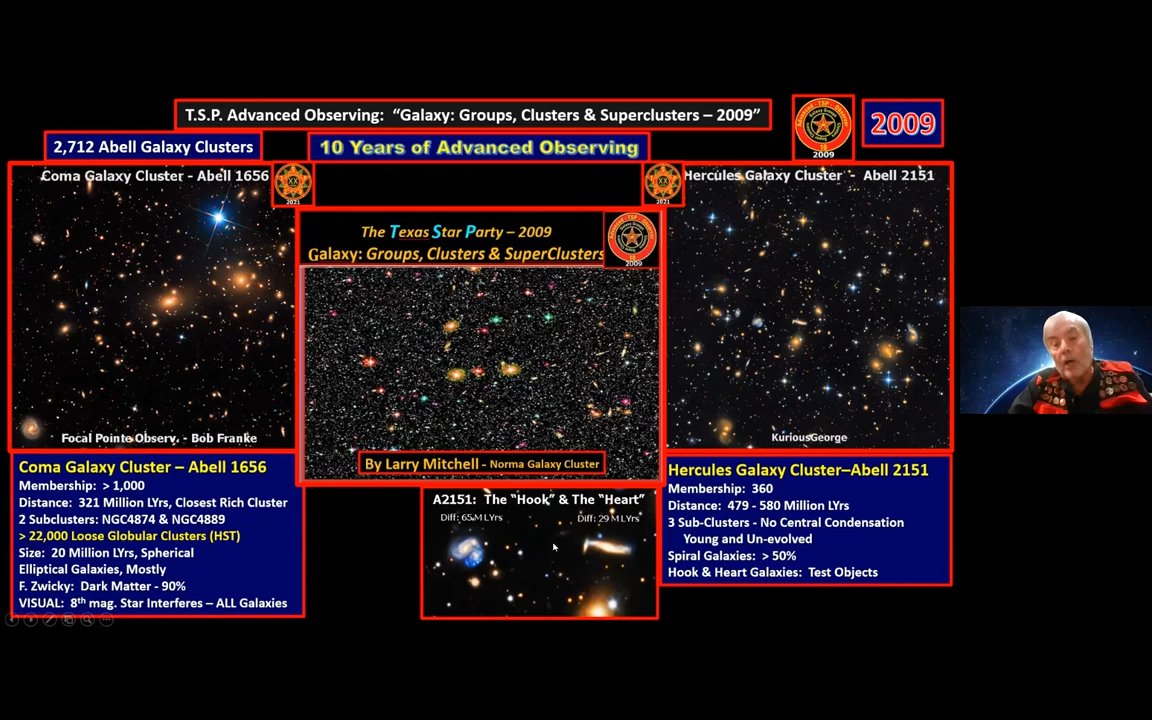 T.S.P. Advanced Observing: "Galaxy: Groups, Clusters & Superclusters – 2009"
2009
2009
2,712 Abell Galaxy Clusters
10 Years of Advanced Observing
Coma Galaxy Cluster - Abell 1656
XX
2021
XX
2021
Hercules Galaxy Cluster - Abell 2151
The Texas Star Party – 2009
Galaxy: Groups, Clusters & SuperClusters
2009
Focal Pointe Observ. - Bob Franke
KuriousGeorge
By Larry Mitchell - Norma Galaxy Cluster
Coma Galaxy Cluster – Abell 1656
Membership: > 1,000
Distance: 321 Million LYrs, Closest Rich Cluster
2 Subclusters: NGC4874 & NGC4889
> 22,000 Loose Globular Clusters (HST)
Size: 20 Million LYrs, Spherical
Elliptical Galaxies, Mostly
F. Zwicky: Dark Matter - 90%
VISUAL: 8th mag. Star Interferes – ALL Galaxies
A2151: The "Hook" & The "Heart"
Diff: 65 M LYrs
Diff: 29 M LYrs
Hercules Galaxy Cluster–Abell 2151
Membership: 360
Distance: 479 - 580 Million LYrs
3 Sub-Clusters - No Central Condensation
Young and Un-evolved
Spiral Galaxies: > 50%
Hook & Heart Galaxies: Test Objects